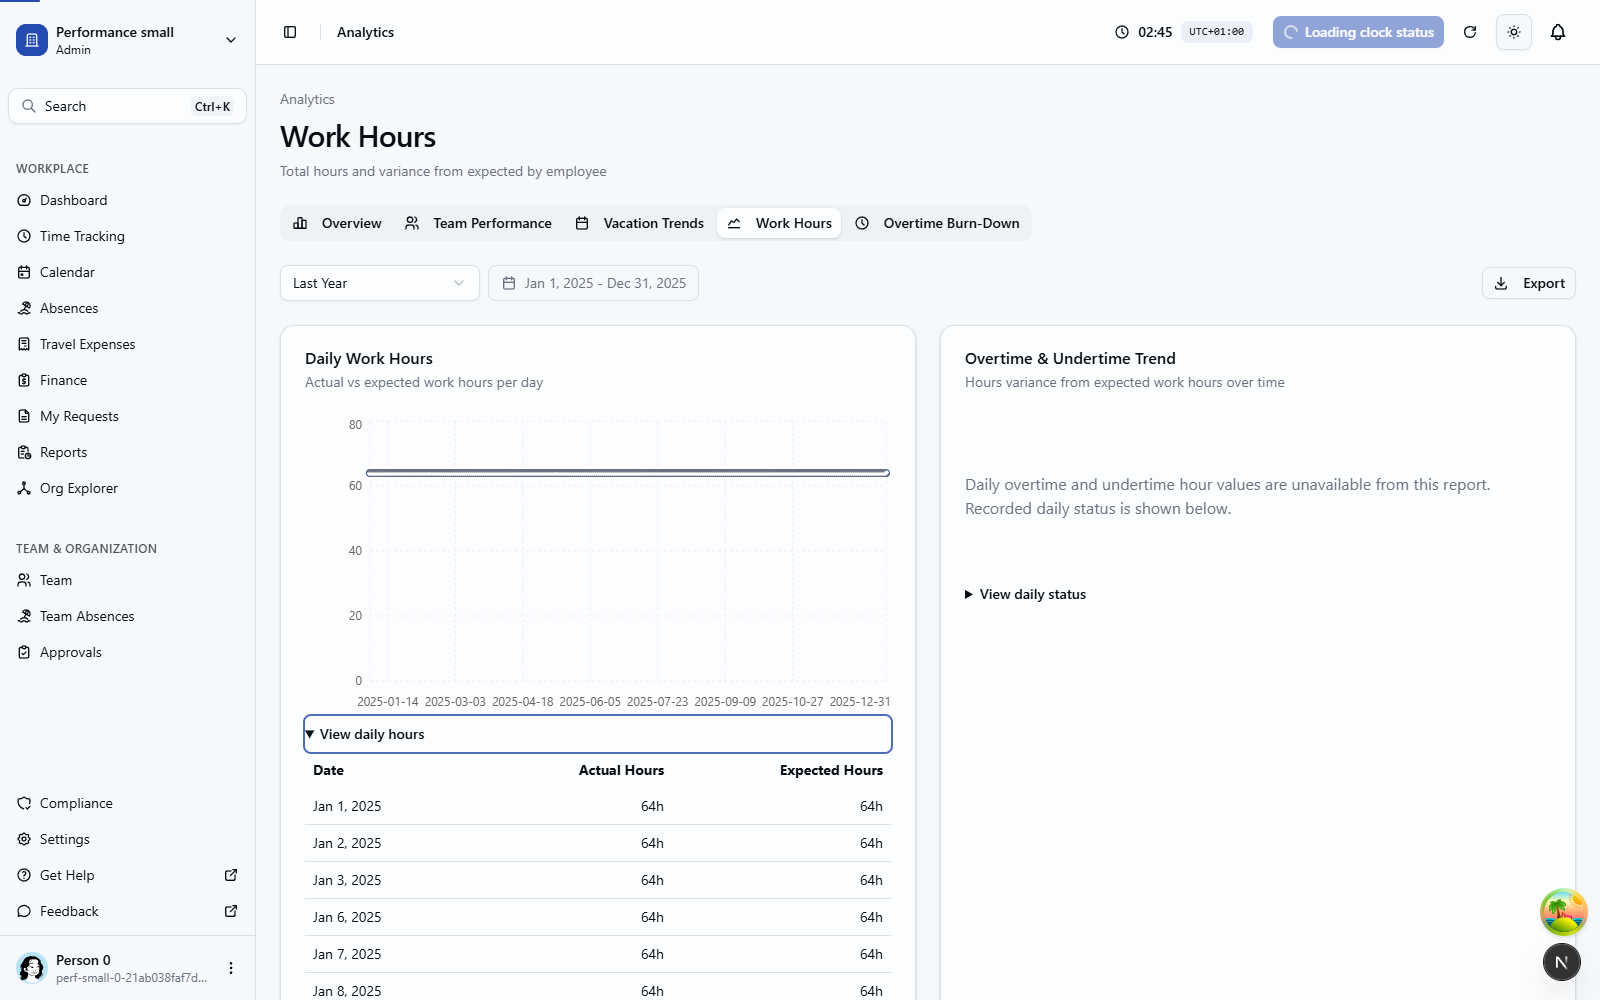 Performance small
Admin
Search
Ctrl+K
WORKPLACE
Dashboard
Time Tracking
Calendar
Absences
Travel Expenses
Finance
My Requests
Reports
Org Explorer
TEAM & ORGANIZATION
Team
Team Absences
Approvals
Compliance
Settings
Get Help
Feedback
Person 0
perf-small-0-21ab038faf7d...
Analytics
02:45
UTC+01:00
Loading clock status
Analytics
Work Hours
Total hours and variance from expected by employee
Overview
Team Performance
Vacation Trends
Work Hours
Overtime Burn-Down
Last Year
Jan 1, 2025 - Dec 31, 2025
Export
Daily Work Hours
Actual vs expected work hours per day
80
60
40
20
0
2025-01-14 2025-03-03 2025-04-18 2025-06-05 2025-07-23 2025-09-09 2025-10-27 2025-12-31
View daily hours
Date Actual Hours Expected Hours
Jan 1, 2025 64h 64h
Jan 2, 2025 64h 64h
Jan 3, 2025 64h 64h
Jan 6, 2025 64h 64h
Jan 7, 2025 64h 64h
Jan 8, 2025 64h 64h
Overtime & Undertime Trend
Hours variance from expected work hours over time
Daily overtime and undertime hour values are unavailable from this report.
Recorded daily status is shown below.
View daily status
N